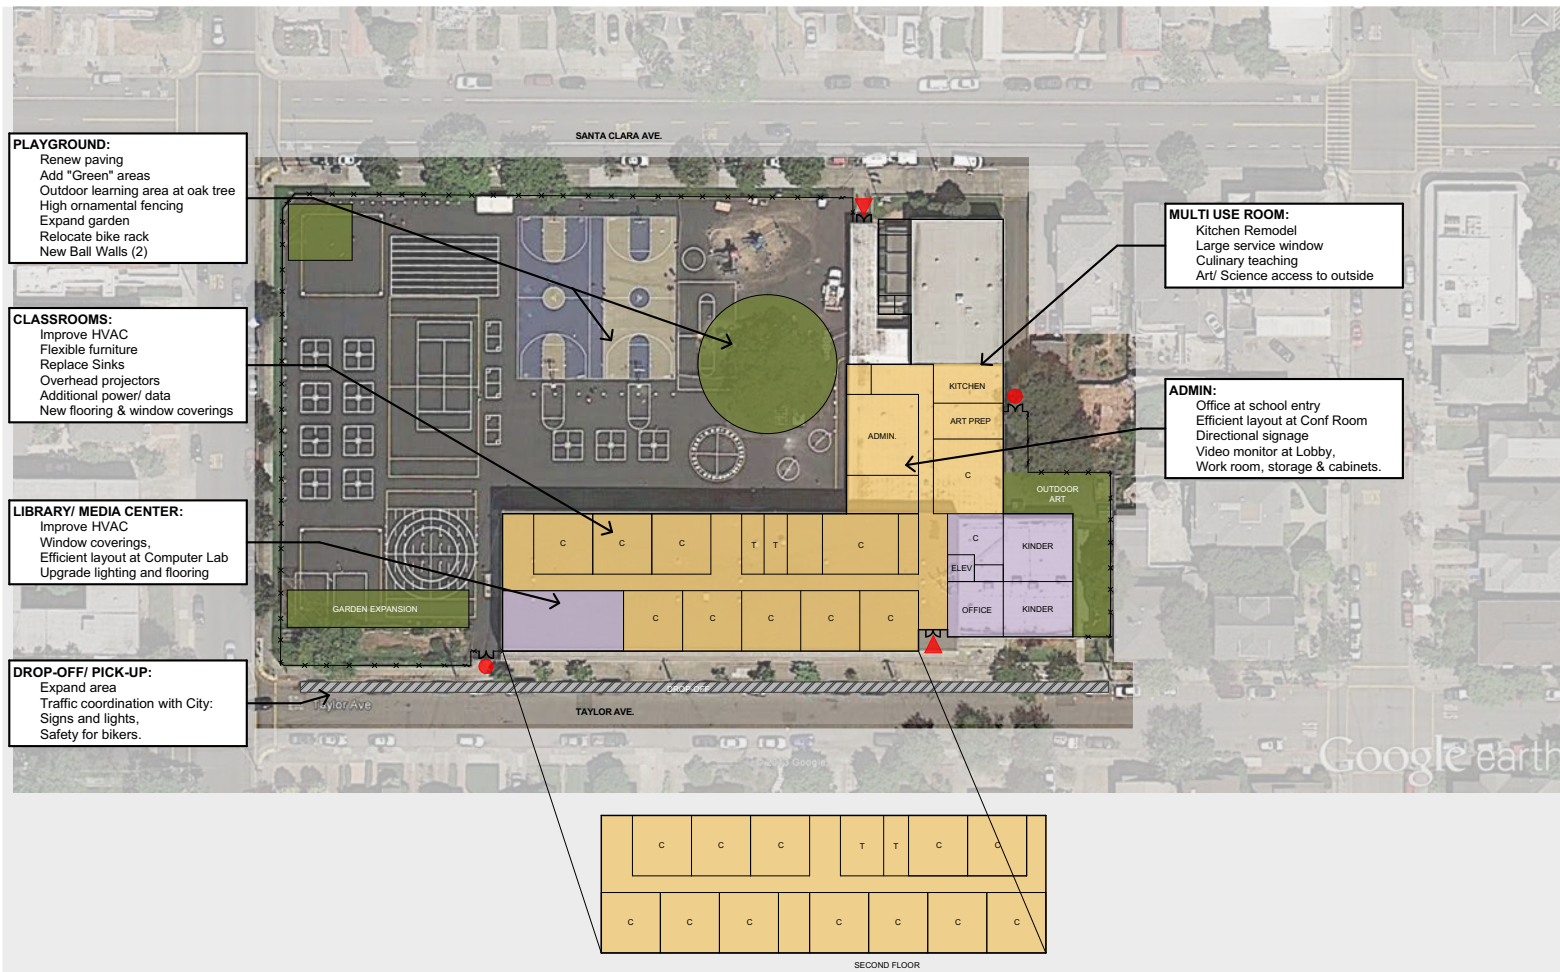 SANTA CLARA AVE.
PLAYGROUND:
Renew paving
Add "Green" areas
Outdoor learning area at oak tree
High ornamental fencing
Expand garden
Relocate bike rack
New Ball Walls (2)
CLASSROOMS:
Improve HVAC
Flexible furniture
Replace Sinks
Overhead projectors
Additional power/ data
New flooring & window coverings
LIBRARY/ MEDIA CENTER:
Improve HVAC
Window coverings,
Efficient layout at Computer Lab
Upgrade lighting and flooring
DROP-OFF/ PICK-UP:
Expand area
Traffic coordination with City:
Signs and lights,
Safety for bikers.
MULTI USE ROOM:
Kitchen Remodel
Large service window
Culinary teaching
Art/ Science access to outside
ADMIN:
Office at school entry
Efficient layout at Conf Room
Directional signage
Video monitor at Lobby,
Work room, storage & cabinets.
KITCHEN
ART PREP
ADMIN.
C
OUTDOOR
ART
C C C T T C
C
KINDER
ELEV
GARDEN EXPANSION
C C C C C
OFFICE
KINDER
DROP-OFF
Taylor Ave
TAYLOR AVE.
Google earth
C C C T T C C
C C C C C C C
SECOND FLOOR